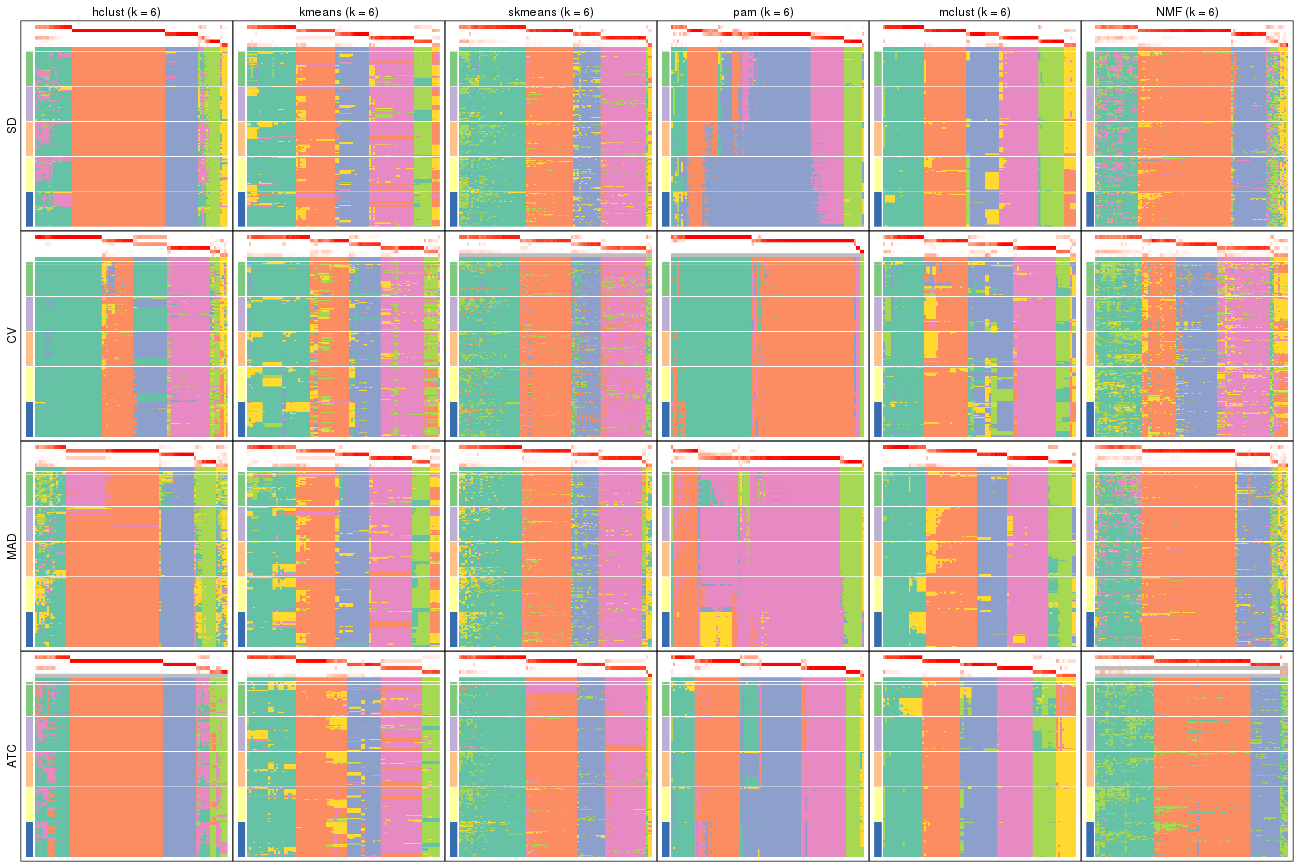 hclust (k = 6) kmeans (k = 6) skmeans (k = 6) pam (k = 6) mclust (k = 6) NMF (k = 6)
SD
CV
MAD
ATC